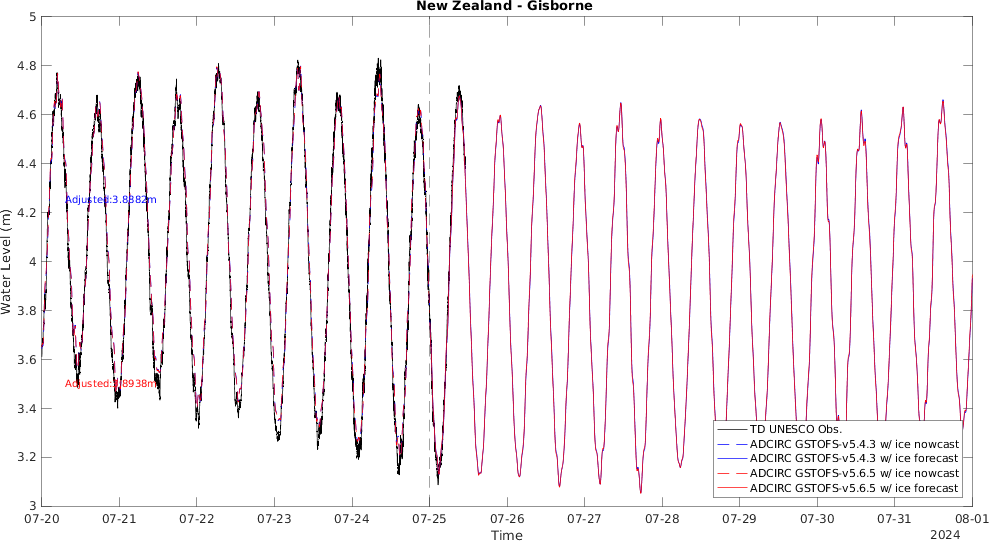 New Zealand - Gisborne
5
4.8
4.6
4.4
4.2
4
3.8
3.6
3.4
3.2
3
Water Level (m)
Adjusted:3.8382m
TD UNESCO Obs.
ADCIRC GSTOFS-v5.4.3 w/ ice nowcast
ADCIRC GSTOFS-v5.4.3 w/ ice forecast
ADCIRC GSTOFS-v5.6.5 w/ ice nowcast
ADCIRC GSTOFS-v5.6.5 w/ ice forecast
07-20 07-21 07-22 07-23 07-24 07-25 07-26 07-27 07-28 07-29 07-30 07-31 08-01
Time
2024